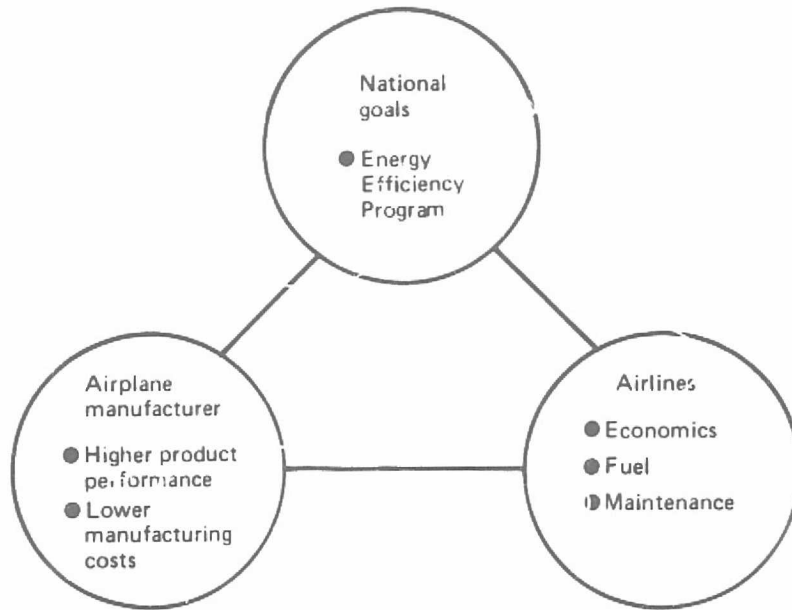 National
goals
● Energy
Efficiency
Program
Airplane
manufacturer
● Higher product
performance
● Lower
manufacturing
costs
Airlines
● Economics
● Fuel
● Maintenance